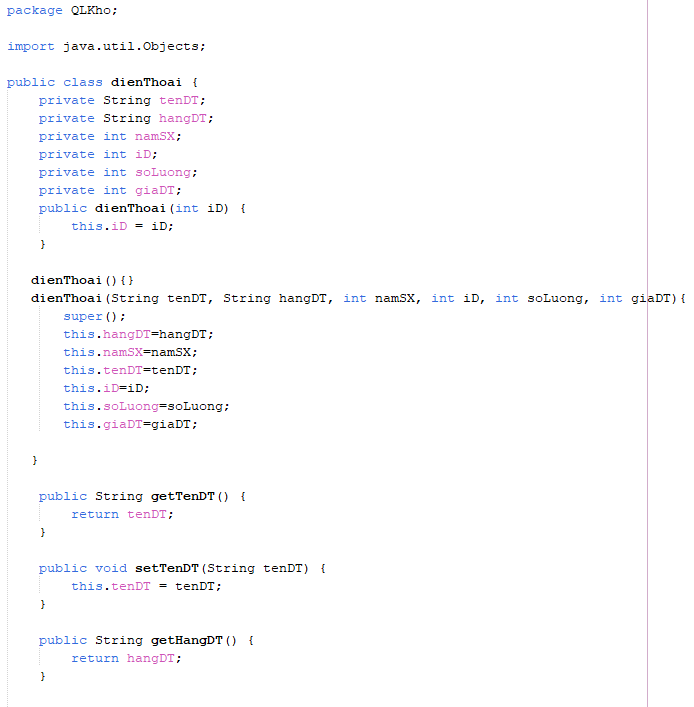 package QLKho;
import java.util.Objects;
public class dienThoai {
private String tenDT;
private String hangDT;
private int namSX;
private int iD;
private int soLuong;
private int giaDT;
public dienThoai(int iD) {
this.iD = iD;
}
dienThoai(){}
dienThoai(String tenDT, String hangDT, int namSX, int iD, int soLuong, int giaDT){
super();
this.hangDT=hangDT;
this.namSX=namSX;
this.tenDT=tenDT;
this.iD=iD;
this.soLuong=soLuong;
this.giaDT=giaDT;
}
public String getTenDT() {
return tenDT;
}
public void setTenDT(String tenDT) {
this.tenDT = tenDT;
}
public String getHangDT() {
return hangDT;
}